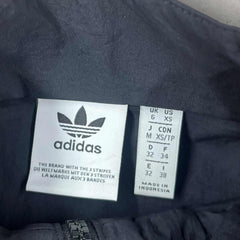 adidas
THE BRAND WITH THE 3 STRIPES
DIE WELTMARKE MIT DEN 3 STREIFEN
LA MARQUE AUX 3 BANDES
UK US
6 XS
J CDN
M XS/TP
D F
32 34
E I
32 38
MADE IN
INDONESIA